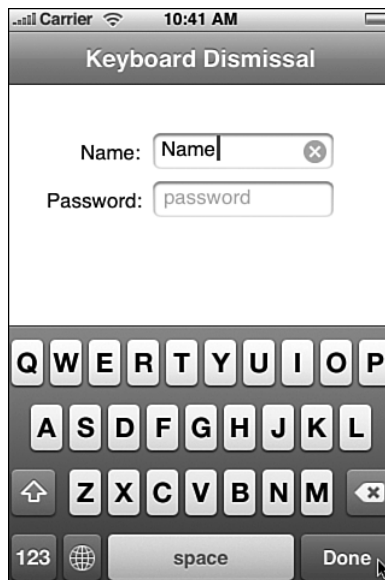 Carrier 10:41 AM
Keyboard Dismissal
Name: Name
Password: password
Q W E R T Y U I O P
A S D F G H J K L
Z X C V B N M
123 space Done